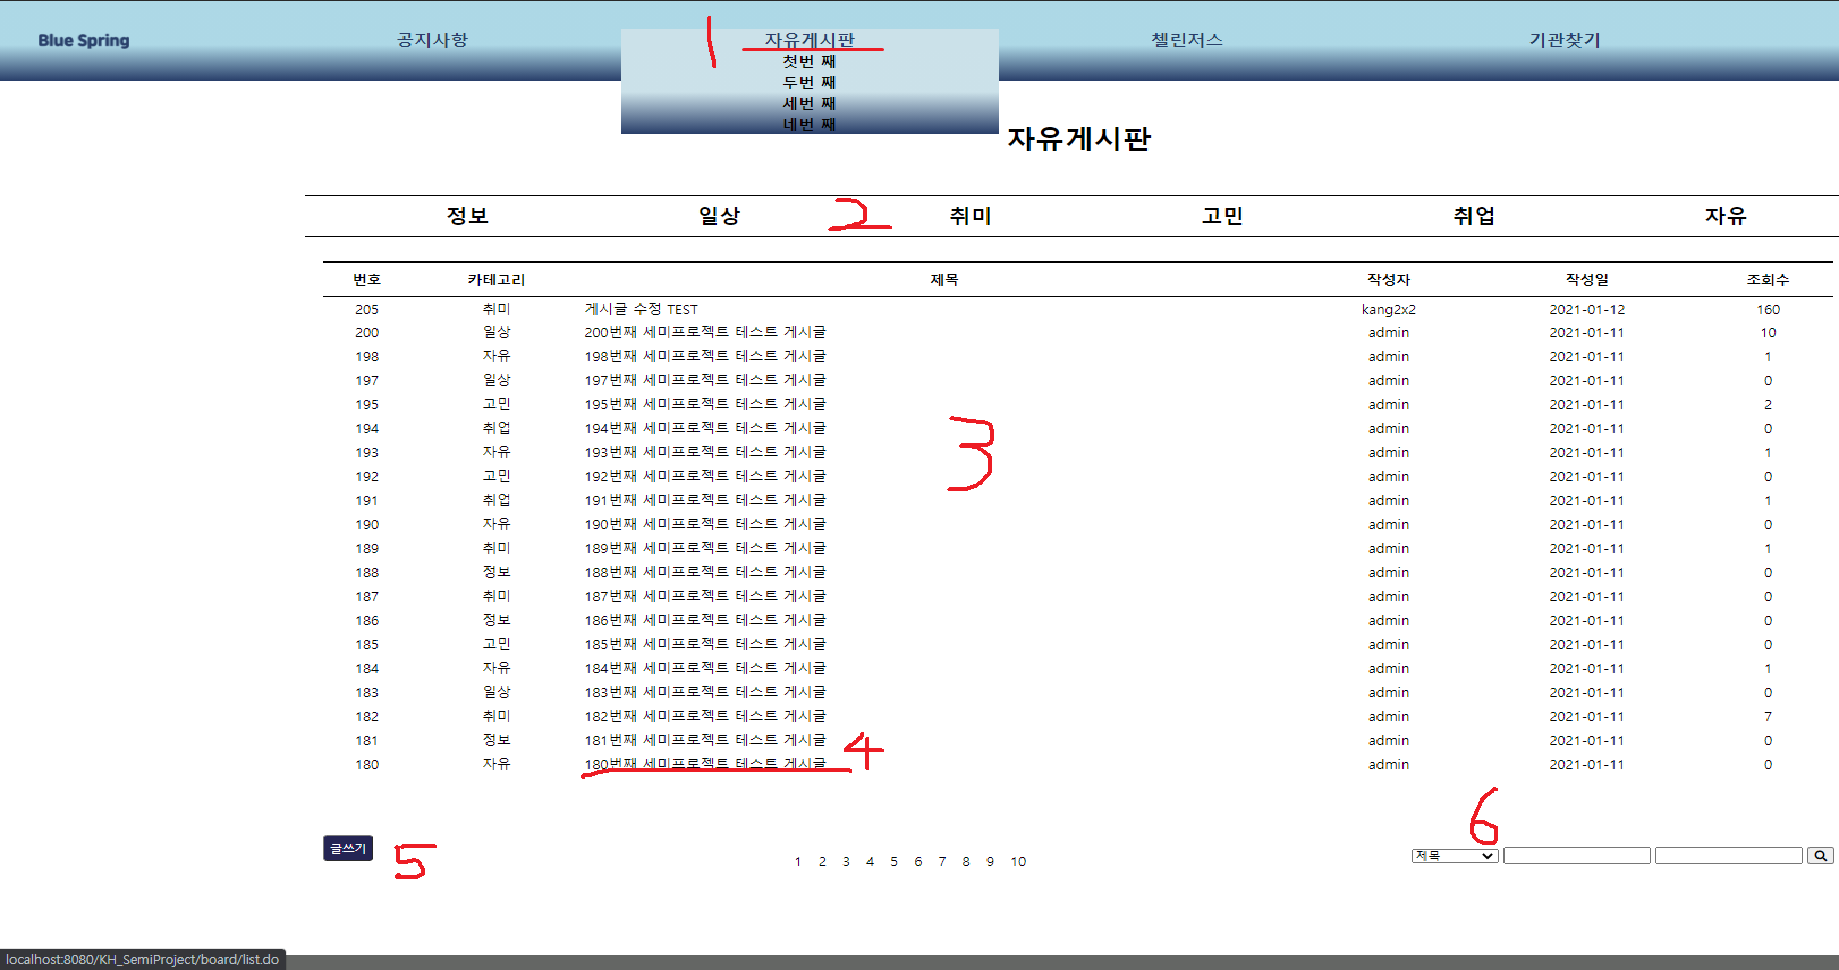 Blue Spring 공지사항 자유게시판 첼린저스 기관찾기
1
첫번 째
두번 째
세번 째
네번 째
자유게시판
정보 일상 2 취미 고민 취업 자유
번호 카테고리 제목 작성자 작성일 조회수
205 취미 게시글 수정 TEST kang2x2 2021-01-12 160
200 일상 200번째 세미프로젝트 테스트 게시글 admin 2021-01-11 10
198 자유 198번째 세미프로젝트 테스트 게시글 admin 2021-01-11 1
197 일상 197번째 세미프로젝트 테스트 게시글 admin 2021-01-11 0
195 고민 195번째 세미프로젝트 테스트 게시글 admin 2021-01-11 2
194 취업 194번째 세미프로젝트 테스트 게시글 admin 2021-01-11 0
193 자유 193번째 세미프로젝트 테스트 게시글 admin 2021-01-11 1
3
192 고민 192번째 세미프로젝트 테스트 게시글 admin 2021-01-11 0
191 취업 191번째 세미프로젝트 테스트 게시글 admin 2021-01-11 1
190 자유 190번째 세미프로젝트 테스트 게시글 admin 2021-01-11 0
189 취미 189번째 세미프로젝트 테스트 게시글 admin 2021-01-11 1
188 정보 188번째 세미프로젝트 테스트 게시글 admin 2021-01-11 0
187 취미 187번째 세미프로젝트 테스트 게시글 admin 2021-01-11 0
186 정보 186번째 세미프로젝트 테스트 게시글 admin 2021-01-11 0
185 고민 185번째 세미프로젝트 테스트 게시글 admin 2021-01-11 0
184 자유 184번째 세미프로젝트 테스트 게시글 admin 2021-01-11 1
183 일상 183번째 세미프로젝트 테스트 게시글 admin 2021-01-11 0
182 취미 182번째 세미프로젝트 테스트 게시글 admin 2021-01-11 7
181 정보 181번째 세미프로젝트 테스트 게시글 admin 2021-01-11 0
4
180 자유 180번째 세미프로젝트 테스트 게시글 admin 2021-01-11 0
6
글쓰기 5
1 2 3 4 5 6 7 8 9 10 제목
localhost:8080/KH_SemiProject/board/list.do